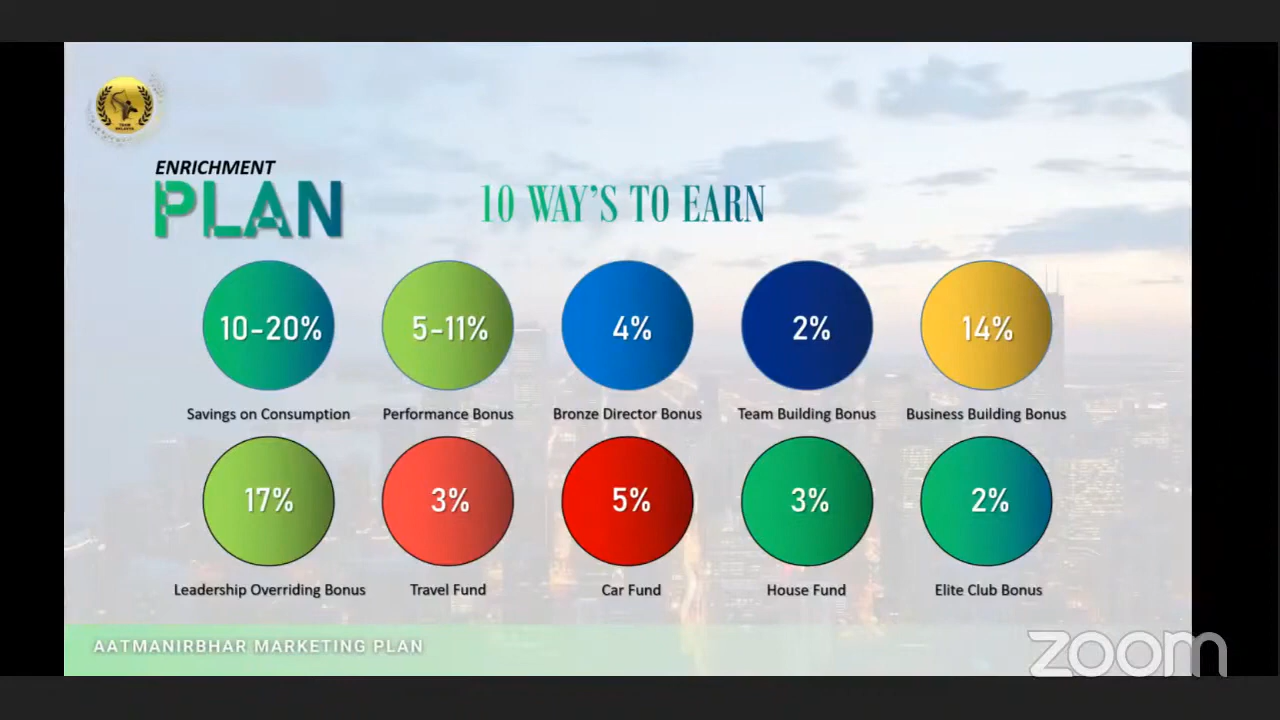 ENRICHMENT
PLAN
10 WAY'S TO EARN
10-20%
5-11%
4%
2%
14%
Savings on Consumption
Performance Bonus
Bronze Director Bonus
Team Building Bonus
Business Building Bonus
17%
3%
5%
3%
2%
Leadership Overriding Bonus
Travel Fund
Car Fund
House Fund
Elite Club Bonus
AATMANIRBHAR MARKETING PLAN
zoom